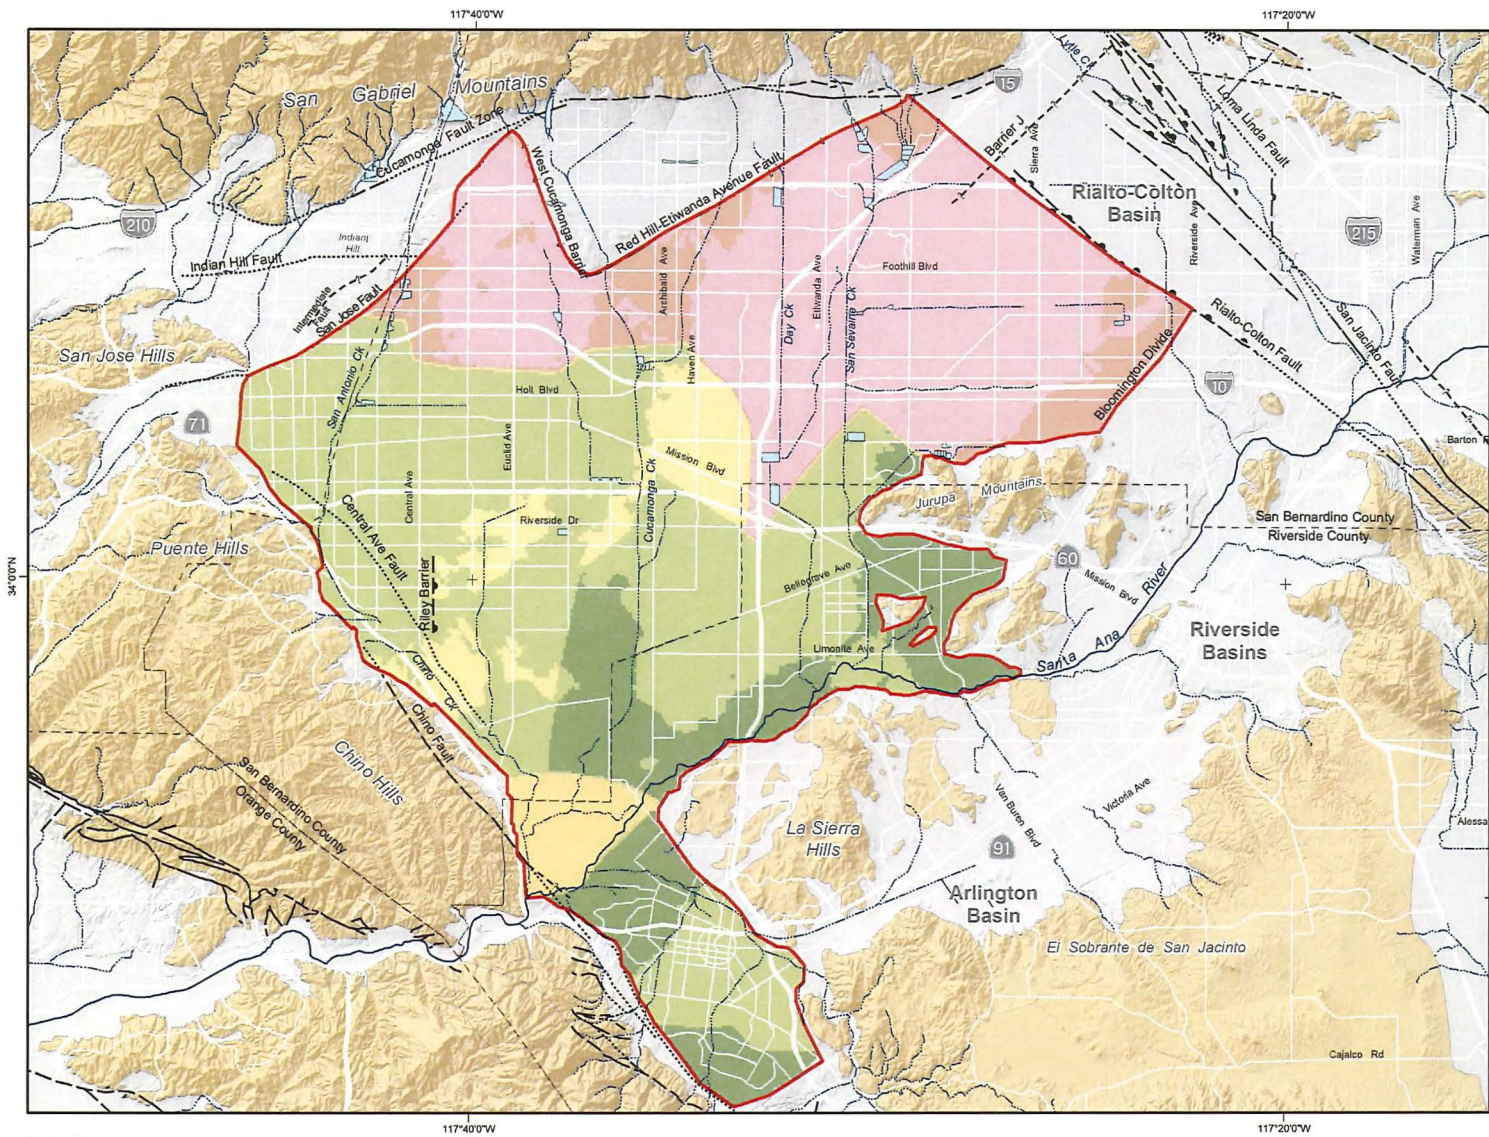 117°40'0"W
117°20'0"W
San Gabriel Mountains
15
Lytle Ck
Loma Linda Fault
Cucamonga Fault Zone
Barrier J
Sierra Ave
West Cucamonga Barrier
Red Hill-Etiwanda Avenue Fault
Rialto-Colton
Basin
210
Indian
Hill
Indian Hill Fault
Riverside Ave
215
Waterman Ave
Intermediate
Fault
San Jose Fault
Archibald Ave
Foothill Blvd
Etiwanda Ave
San Jose Hills
San Antonio Ck
Haven Ave
Day Ck
San Sevaine Ck
Rialto-Colton Fault
San Jacinto Fault
Bloomington Divide
Holt Blvd
10
71
Euclid Ave
Mission Blvd
Barton R
Central Ave
Cucamonga Ck
Jurupa Mountains
Central Ave Fault
Riverside Dr
San Bernardino County
Riverside County
Puente Hills
60
34°0'0"N
Riley Barrier
Bellegrave Ave
Mission Blvd
Santa Ana River
Riverside
Basins
Limonite Ave
Chino Ck
Chino Fault
Chino Hills
San Bernardino County
Orange County
Van Buren Blvd
Victoria Ave
La Sierra
Hills
Alessa
91
Arlington
Basin
El Sobrante de San Jacinto
Cajalco Rd
117°40'0"W
117°20'0"W